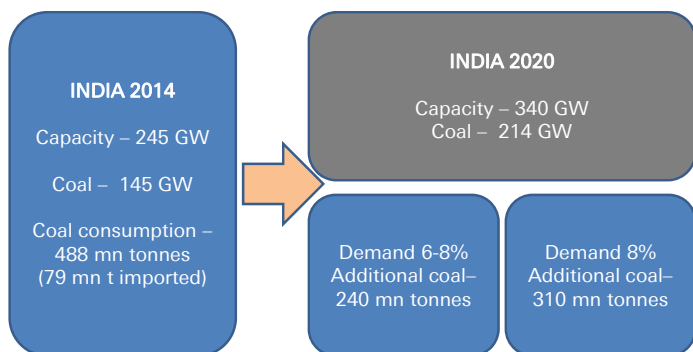 INDIA 2014
Capacity – 245 GW
Coal – 145 GW
Coal consumption –
488 mn tonnes
(79 mn t imported)
INDIA 2020
Capacity – 340 GW
Coal – 214 GW
Demand 6-8%
Additional coal–
240 mn tonnes
Demand 8%
Additional coal–
310 mn tonnes